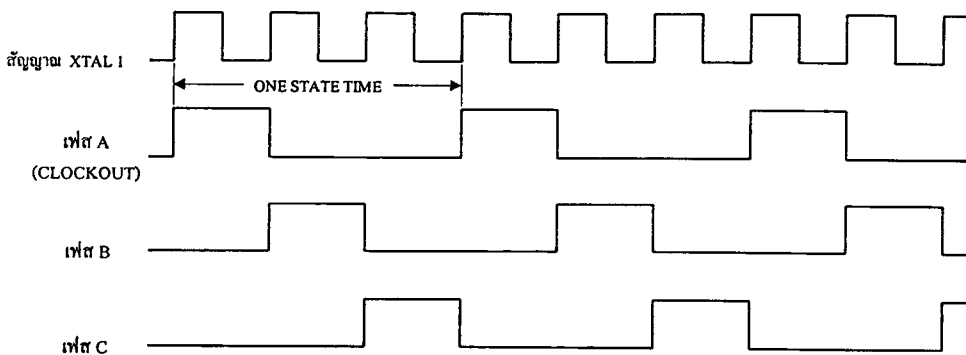 สัญญาณ XTAL 1
ONE STATE TIME
เฟส A
(CLOCKOUT)
เฟส B
เฟส C